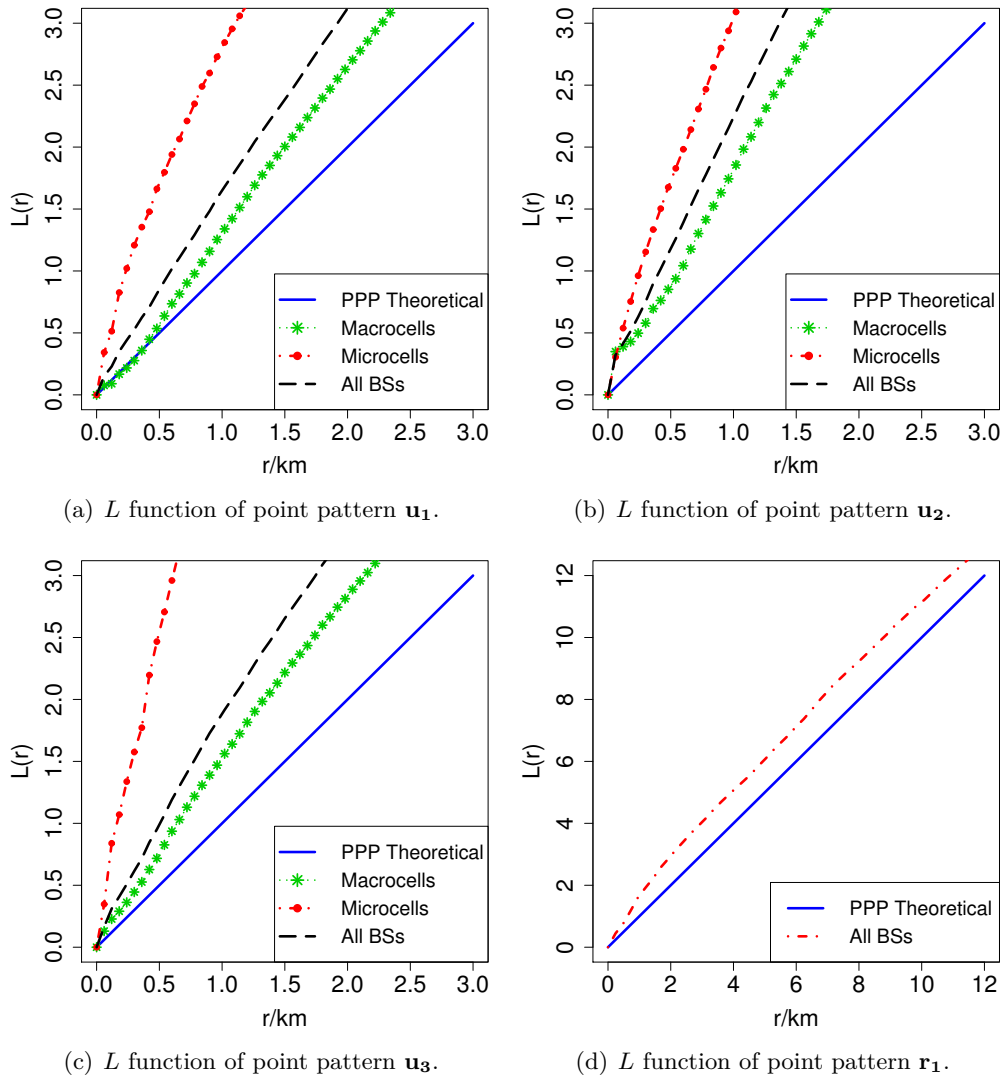 3.0
2.5
2.0
1.5
1.0
0.5
0.0
L(r)
PPP Theoretical
Macrocells
Microcells
All BSs
0.0 0.5 1.0 1.5 2.0 2.5 3.0
r/km
(a) L function of point pattern u1.
3.0
2.5
2.0
1.5
1.0
0.5
0.0
L(r)
PPP Theoretical
Macrocells
Microcells
All BSs
0.0 0.5 1.0 1.5 2.0 2.5 3.0
r/km
(b) L function of point pattern u2.
3.0
2.5
2.0
1.5
1.0
0.5
0.0
L(r)
PPP Theoretical
Macrocells
Microcells
All BSs
0.0 0.5 1.0 1.5 2.0 2.5 3.0
r/km
(c) L function of point pattern u3.
12
10
8
6
4
2
0
L(r)
PPP Theoretical
All BSs
0 2 4 6 8 10 12
r/km
(d) L function of point pattern r1.